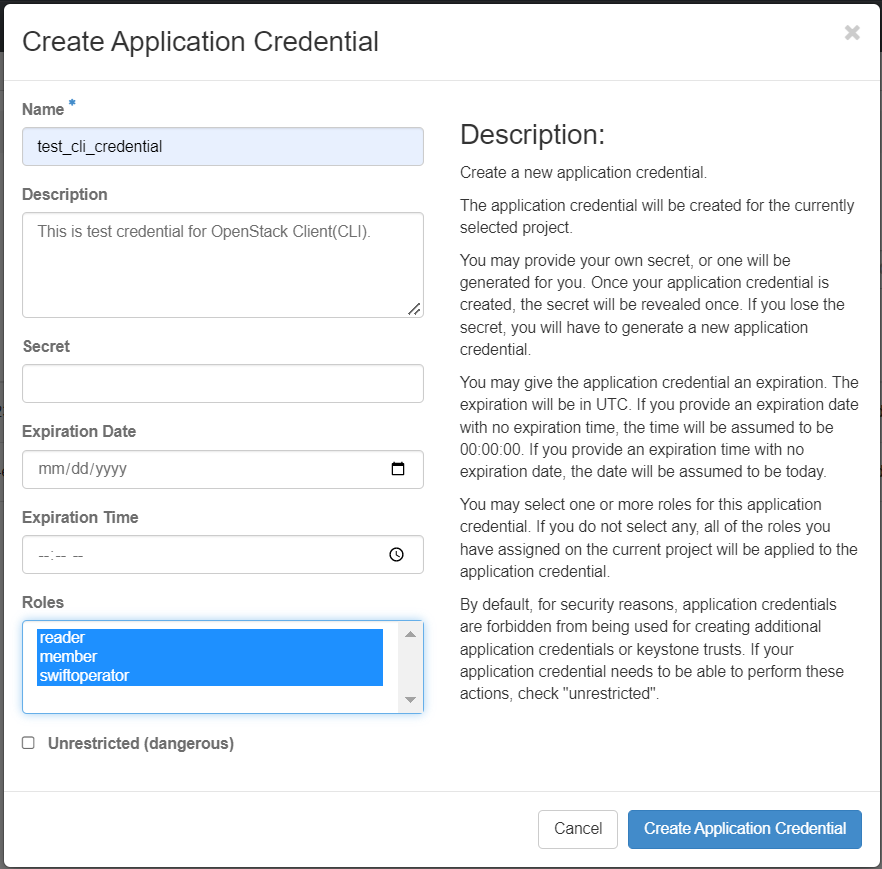 Create Application Credential
×
Name *
test_cli_credential
Description
This is test credential for OpenStack Client(CLI).
Secret
Expiration Date
mm/dd/yyyy
Expiration Time
--:-- --
Roles
reader
member
swiftoperator
Unrestricted (dangerous)
Description:
Create a new application credential.
The application credential will be created for the currently
selected project.
You may provide your own secret, or one will be
generated for you. Once your application credential is
created, the secret will be revealed once. If you lose the
secret, you will have to generate a new application
credential.
You may give the application credential an expiration. The
expiration will be in UTC. If you provide an expiration date
with no expiration time, the time will be assumed to be
00:00:00. If you provide an expiration time with no
expiration date, the date will be assumed to be today.
You may select one or more roles for this application
credential. If you do not select any, all of the roles you
have assigned on the current project will be applied to the
application credential.
By default, for security reasons, application credentials
are forbidden from being used for creating additional
application credentials or keystone trusts. If your
application credential needs to be able to perform these
actions, check "unrestricted".
Cancel
Create Application Credential